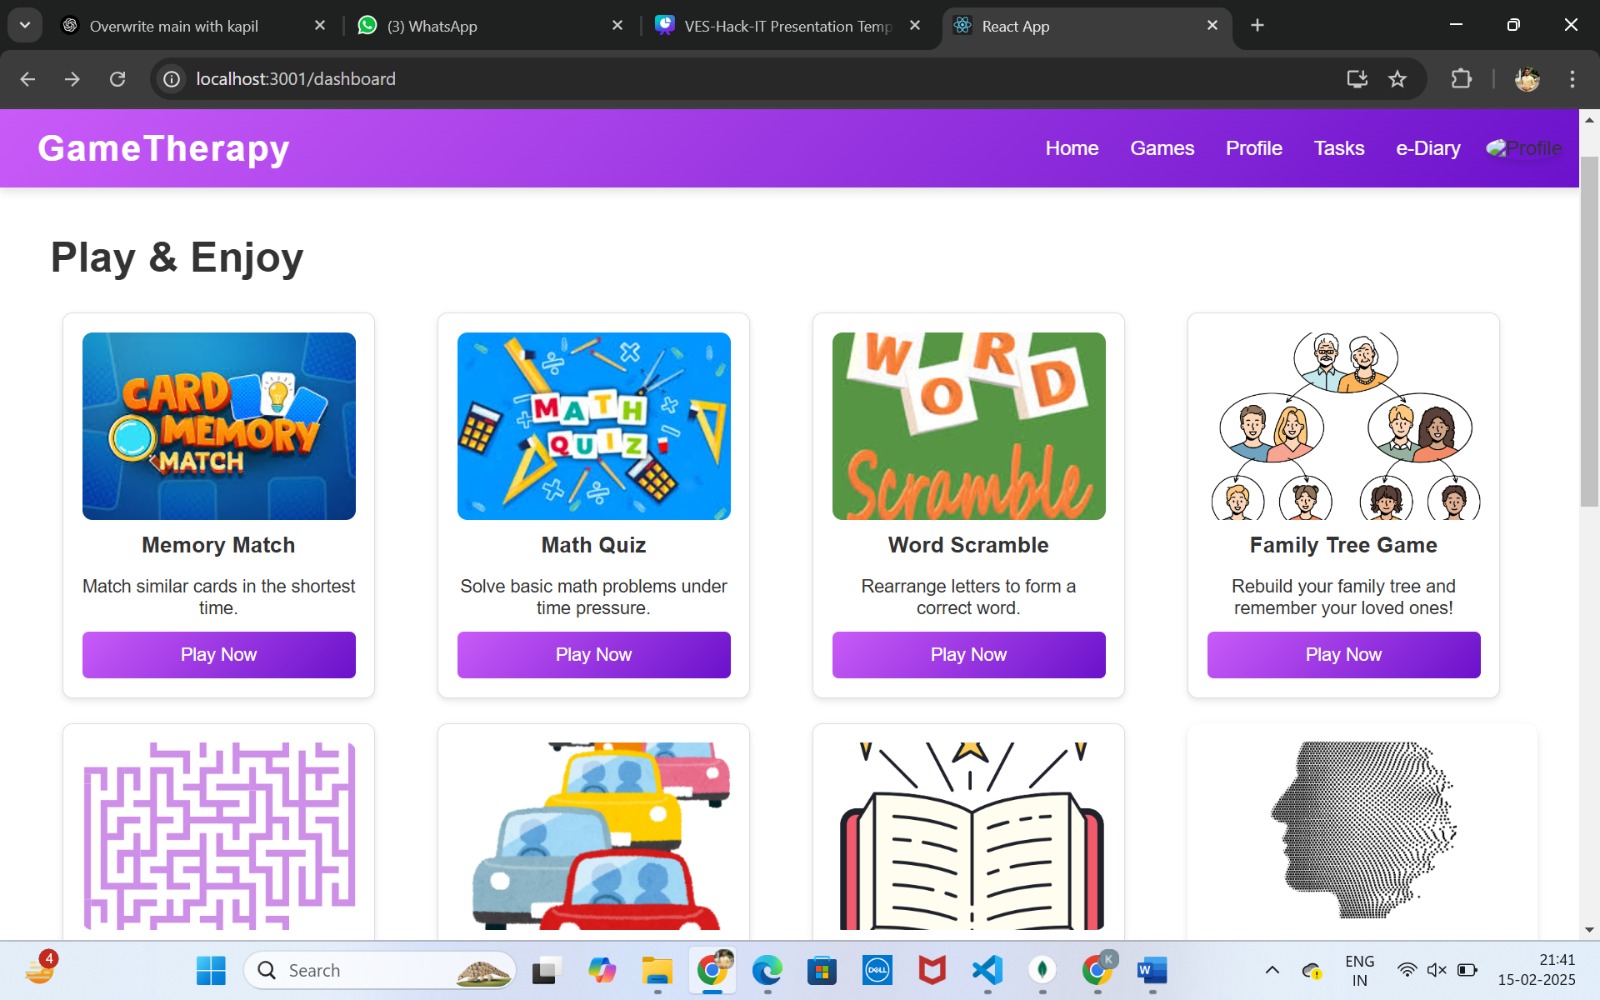 Overwrite main with kapil
(3) WhatsApp
VES-Hack-IT Presentation Temp
React App
localhost:3001/dashboard
GameTherapy
Home Games Profile Tasks e-Diary Profile
Play & Enjoy
CARD
MEMORY
MATCH
MATH
QUIZ
WORD
Scramble
Memory Match
Match similar cards in the shortest
time.
Play Now
Math Quiz
Solve basic math problems under
time pressure.
Play Now
Word Scramble
Rearrange letters to form a
correct word.
Play Now
Family Tree Game
Rebuild your family tree and
remember your loved ones!
Play Now
4
Search
DELL
K
W
ENG
IN
21:41
15-02-2025